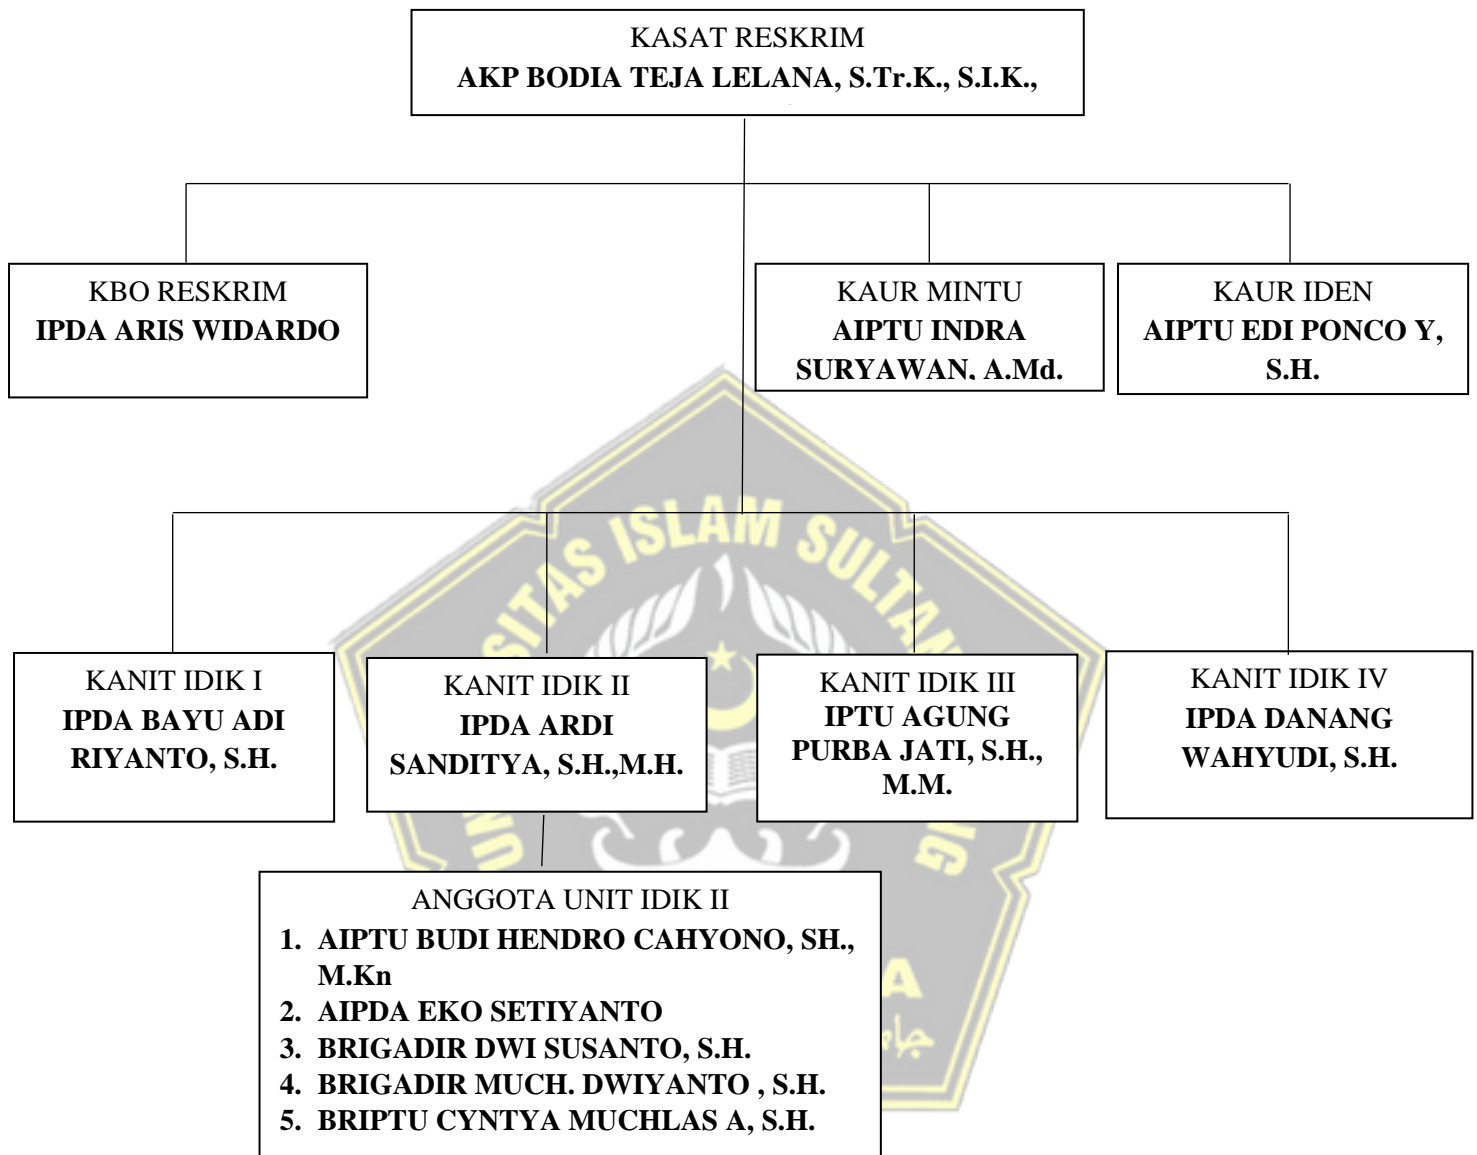 KASAT RESKRIM
AKP BODIA TEJA LELANA, S.Tr.K., S.I.K.,
KBO RESKRIM
IPDA ARIS WIDARDO
KAUR MINTU
AIPTU INDRA
SURYAWAN, A.Md.
KAUR IDEN
AIPTU EDI PONCO Y,
S.H.
KANIT IDIK I
IPDA BAYU ADI
RIYANTO, S.H.
KANIT IDIK II
IPDA ARDI
SANDITYA, S.H.,M.H.
KANIT IDIK III
IPTU AGUNG
PURBA JATI, S.H.,
M.M.
KANIT IDIK IV
IPDA DANANG
WAHYUDI, S.H.
ANGGOTA UNIT IDIK II
1. AIPTU BUDI HENDRO CAHYONO, SH.,
M.Kn
2. AIPDA EKO SETIYANTO
3. BRIGADIR DWI SUSANTO, S.H.
4. BRIGADIR MUCH. DWIYANTO , S.H.
5. BRIPTU CYNTYA MUCHLAS A, S.H.
ISLAM